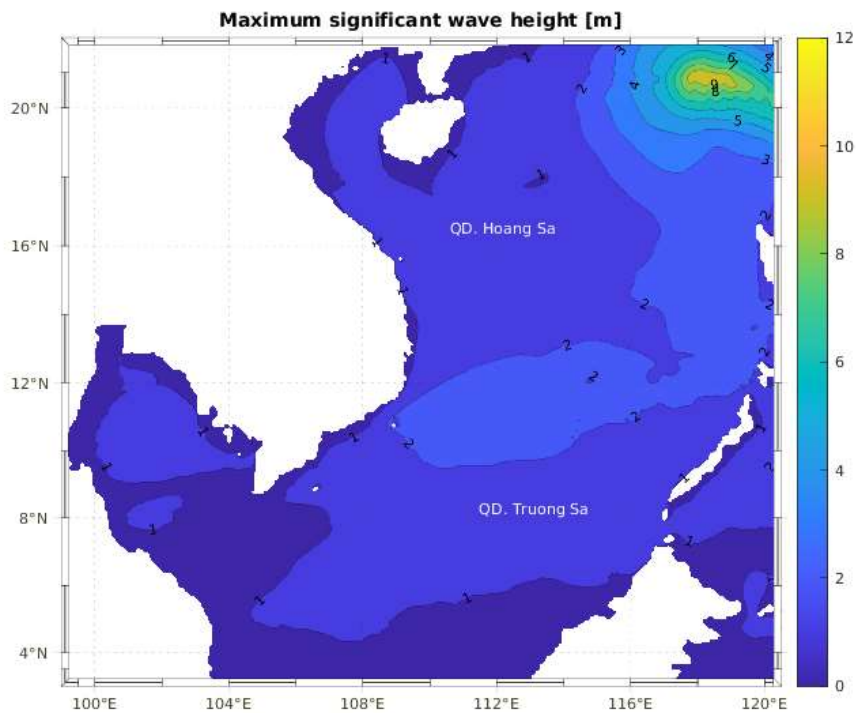 Maximum significant wave height [m]
12
20°N
10
QD. Hoang Sa
16°N
8
6
12°N
4
8°N
QD. Truong Sa
2
4°N
0
100°E 104°E 108°E 112°E 116°E 120°E